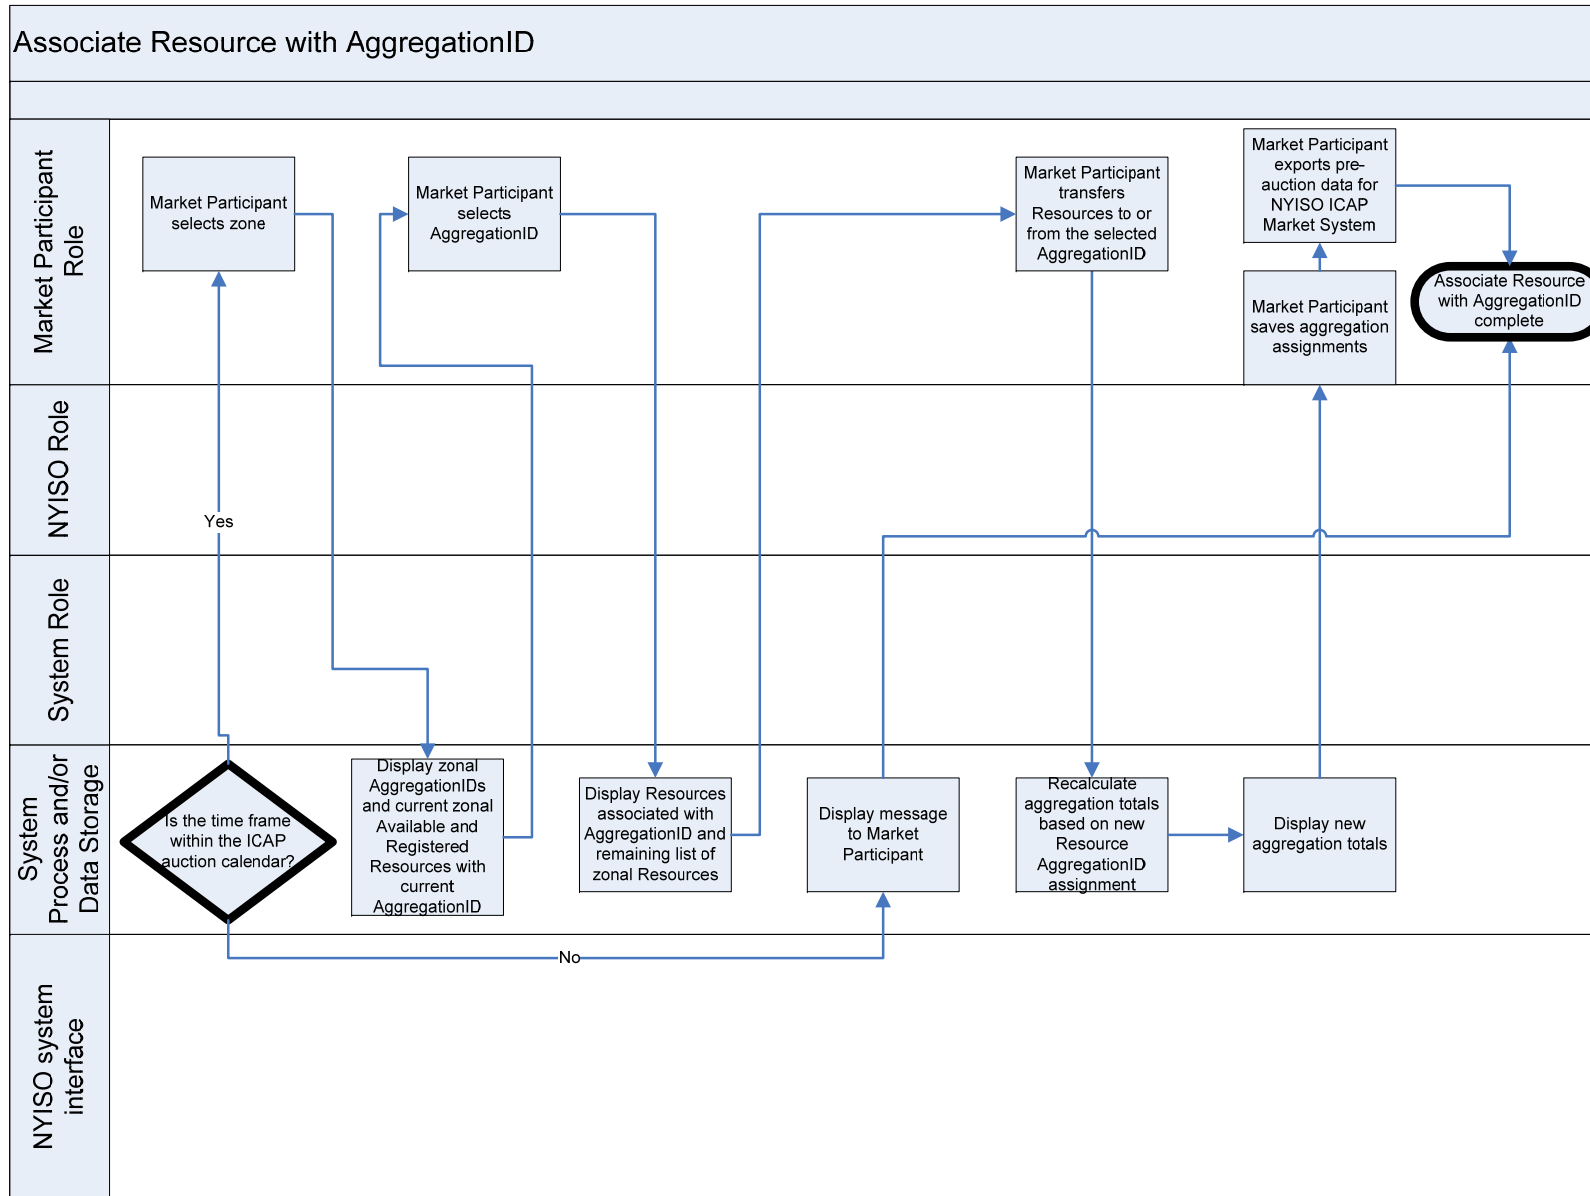 Associate Resource with AggregationID
Market Participant
Role
Market Participant
selects zone
Market Participant
selects
AggregationID
Market Participant
transfers
Resources to or
from the selected
AggregationID
Market Participant
exports pre-
auction data for
NYISO ICAP
Market System
Market Participant
saves aggregation
assignments
Associate Resource
with AggregationID
complete
NYISO Role
Yes
System Role
System
Process and/or
Data Storage
Is the time frame
within the ICAP
auction calendar?
Display zonal
AggregationIDs
and current zonal
Available and
Registered
Resources with
current
AggregationID
Display Resources
associated with
AggregationID and
remaining list of
zonal Resources
Display message
to Market
Participant
Recalculate
aggregation totals
based on new
Resource
AggregationID
assignment
Display new
aggregation totals
No
NYISO system
interface